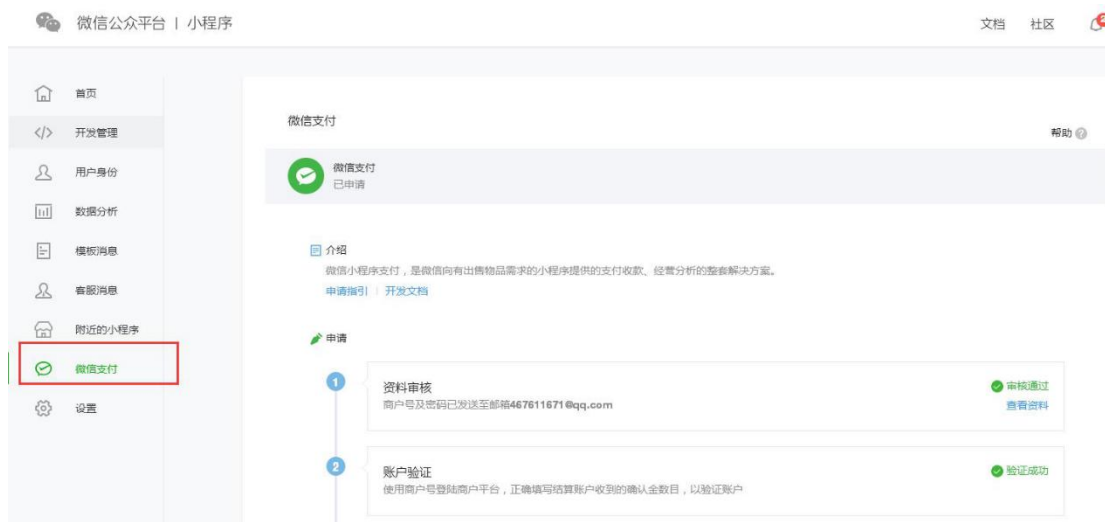 微信公众平台 | 小程序
文档 社区
首页
开发管理
用户身份
数据分析
模板消息
客服消息
附近的小程序
微信支付
设置
微信支付
帮助
微信支付
已申请
介绍
微信小程序支付，是微信向有出售物品需求的小程序提供的支付收款、经营分析的整套解决方案。
申请指引 | 开发文档
申请
1
资料审核
审核通过
商户号及密码已发送至邮箱467611671@qq.com
查看资料
2
账户验证
验证成功
使用商户号登陆商户平台，正确填写结算账户收到的确认金数目，以验证账户